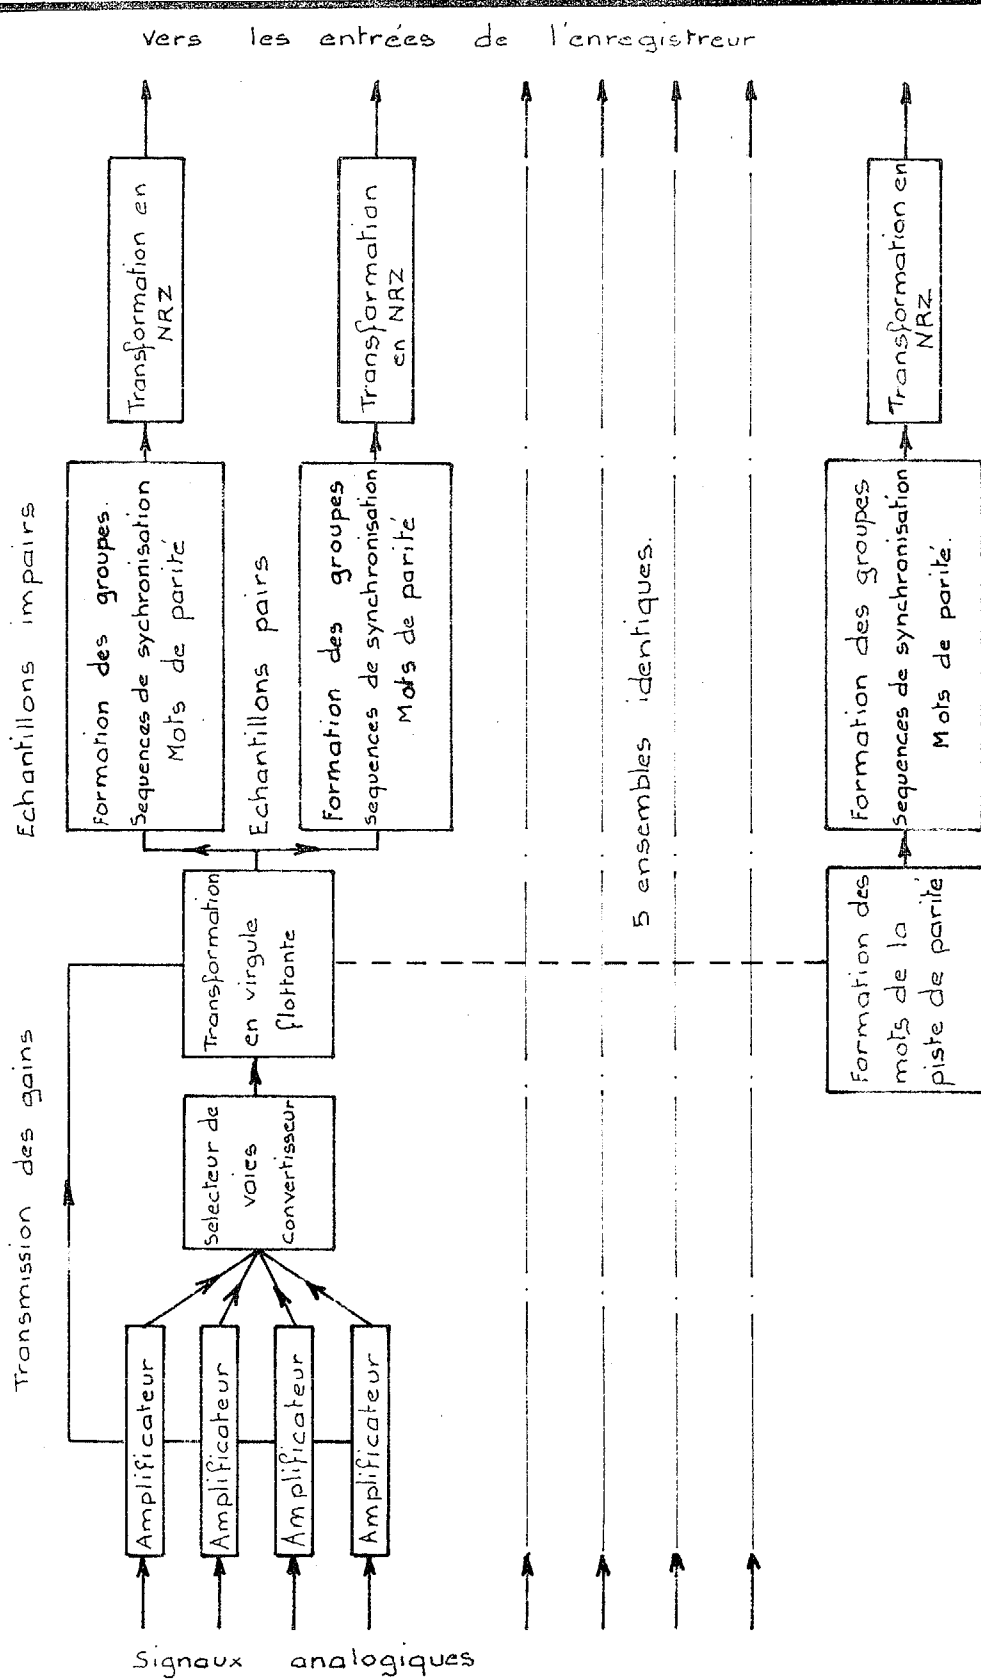 vers les entrées de l'enregistreur
Transformation en
NRZ
Transformation
en NRZ
Transformation en
NRZ
Echantillons impairs
Formation des groupes.
Sequences de sychronisation
Mots de parité
Echantillons pairs
Formation des groupes
Sequences de synchronisation
Mots de parité
5 ensembles identiques.
Formation des groupes
Sequences de synchronisation
Mots de parité.
Transmission des gains
Transformation
en virgule
flottante
Formation des
mots de la
piste de parité
Selecteur de
voies
convertisseur
Amplificateur
Amplificateur
Amplificateur
Amplificateur
Signaux analogiques